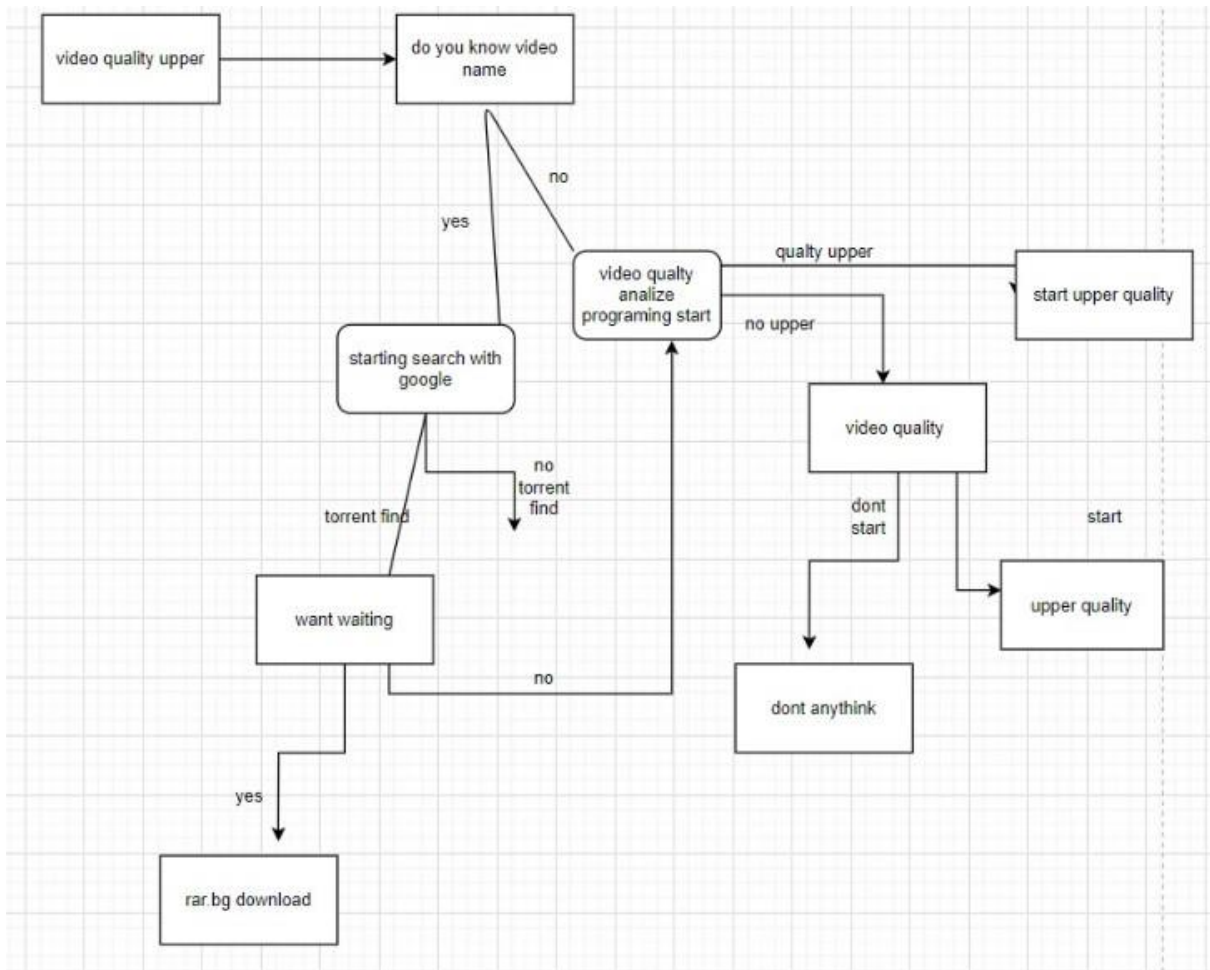 video quality upper
do you know video
name
no
yes
qualty upper
video qualty
analize
programing start
start upper quality
no upper
starting search with
google
video quality
no
torrent
find
torrent find
dont
start
start
want waiting
upper quality
no
dont anythink
yes
rar.bg download